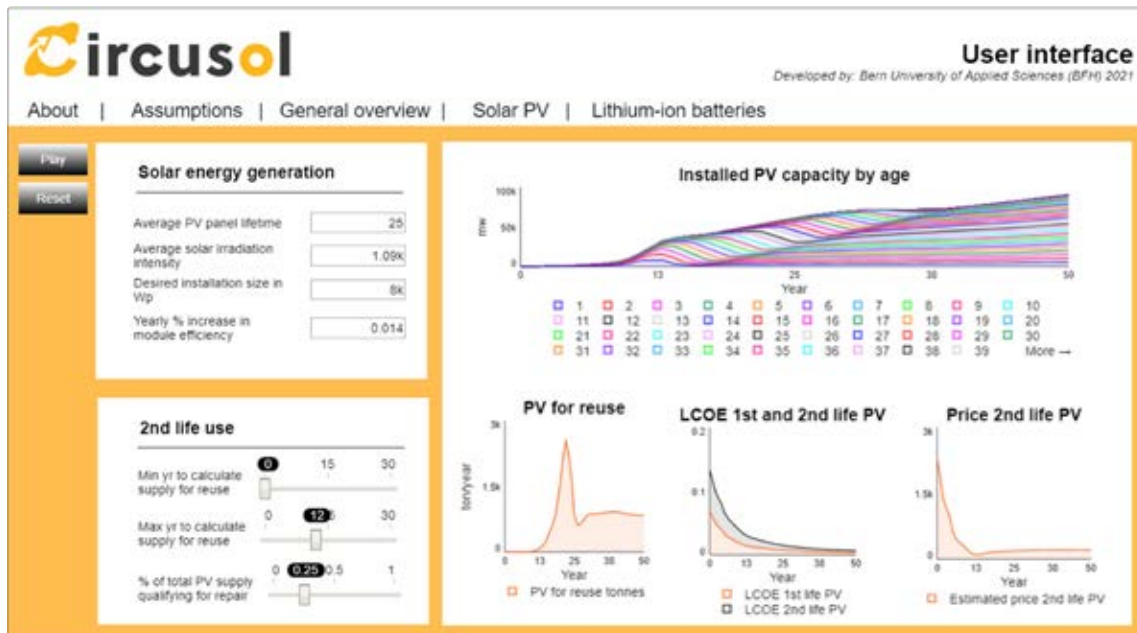 Circusol
User interface
Developed by: Bern University of Applied Sciences (BFH) 2021
About | Assumptions | General overview | Solar PV | Lithium-ion batteries
Play
Reset
Solar energy generation
Average PV panel lifetime
25
Average solar irradiation
intensity
1.09k
Desired installation size in
Wp
8k
Yearly % increase in
module efficiency
0.014
2nd life use
0 15 30
Min yr to calculate
supply for reuse
0 12 30
Max yr to calculate
supply for reuse
0 0.25 0.5 1
% of total PV supply
qualifying for repair
Installed PV capacity by age
100k
50k
0
mw
0 13 25 38 50
Year
1 2 3 4 5 6 7 8 9 10
11 12 13 14 15 16 17 18 19 20
21 22 23 24 25 26 27 28 29 30
31 32 33 34 35 36 37 38 39 More →
PV for reuse
3k
1.5k
0
ton/year
0 13 25 38 50
Year
PV for reuse tonnes
LCOE 1st and 2nd life PV
0.2
0.1
0
0 13 25 38 50
Year
LCOE 1st life PV
LCOE 2nd life PV
Price 2nd life PV
3k
1.5k
0
0 13 25 38 50
Year
Estimated price 2nd life PV